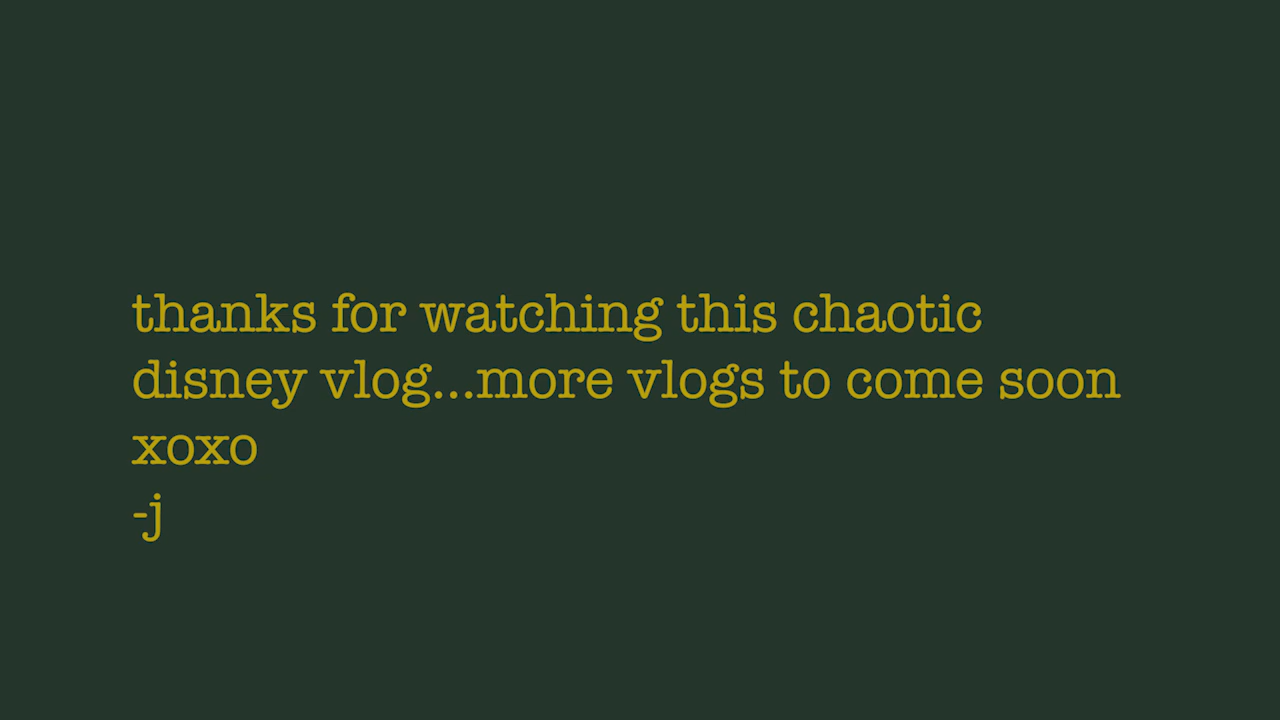 thanks for watching this chaotic
disney vlog...more vlogs to come soon
xoxo
-j